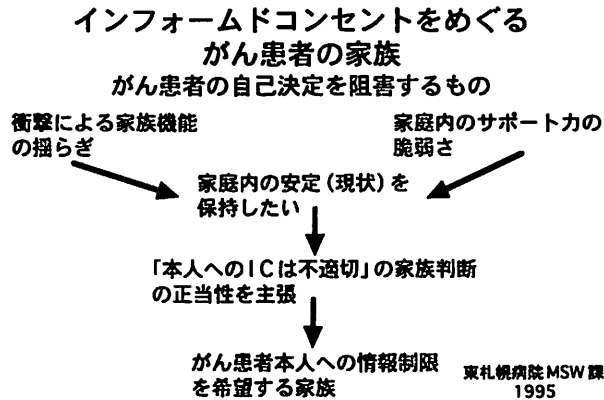 インフォームドコンセントをめぐる
がん患者の家族
がん患者の自己決定を阻害するもの
衝撃による家族機能
の揺らぎ
家庭内のサポート力の
脆弱さ
家庭内の安定(現状)を
保持したい
「本人へのICは不適切」の家族判断
の正当性を主張
がん患者本人への情報制限
を希望する家族
東札幌病院MSW課
1995